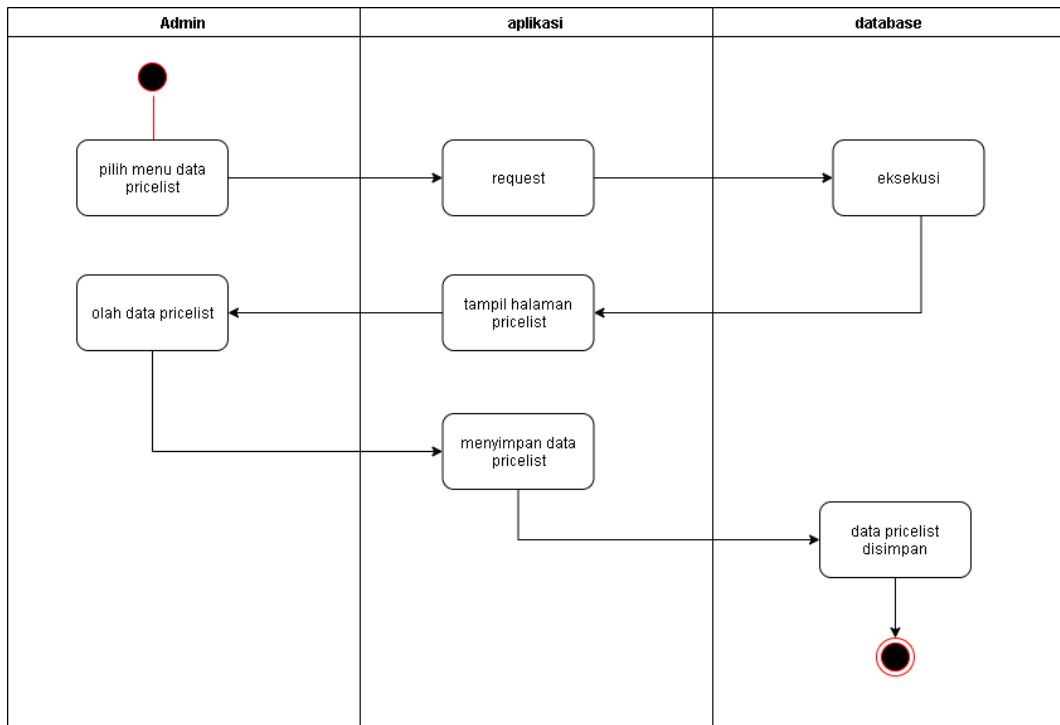 Admin
aplikasi
database
pilih menu data
pricelist
request
eksekusi
olah data pricelist
tampil halaman
pricelist
menyimpan data
pricelist
data pricelist
disimpan